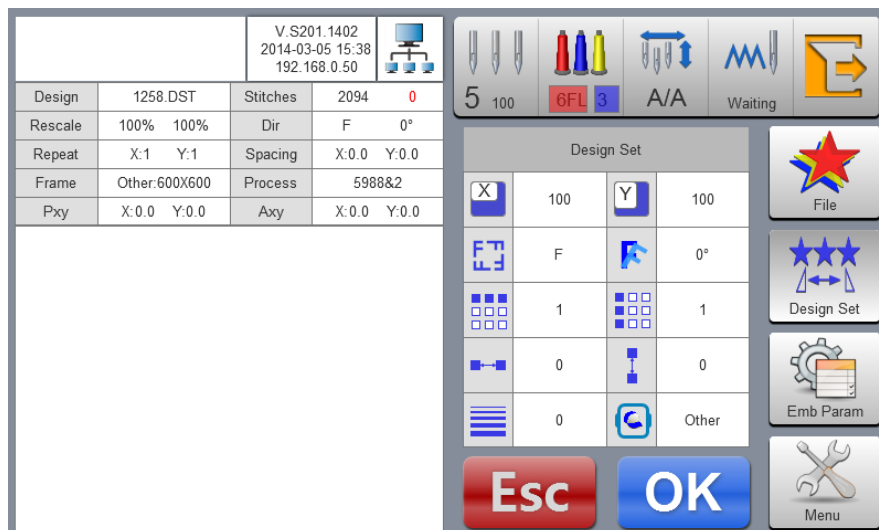 V.S201.1402
2014-03-05 15:38
192.168.0.50
Design 1258.DST Stitches 2094 0
Rescale 100% 100% Dir F 0°
Repeat X:1 Y:1 Spacing X:0.0 Y:0.0
Frame Other:600X600 Process 5988&2
Pxy X:0.0 Y:0.0 Axy X:0.0 Y:0.0
5 100 6FL 3 A/A Waiting
Design Set
X 100 Y 100
F 0°
1 1
0 0
0 Other
Esc OK
File
Design Set
Emb Param
Menu